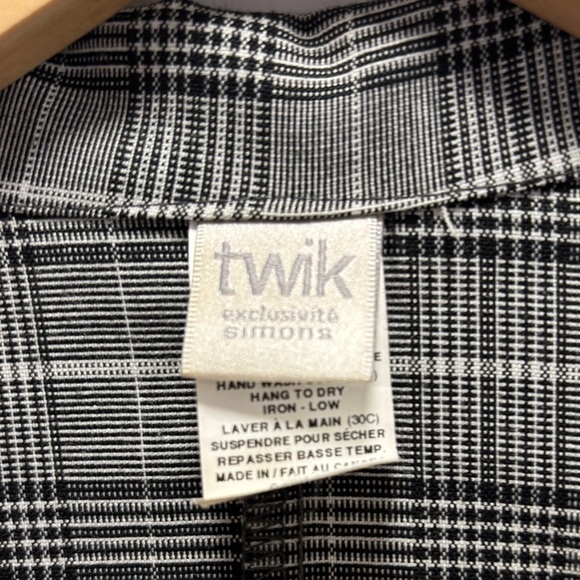 twik
exclusivité
simons
HAND WASH
HANG TO DRY
IRON - LOW
LAVER À LA MAIN (30C)
SUSPENDRE POUR SÉCHER
REPASSER BASSE TEMP.
MADE IN / FAIT AU